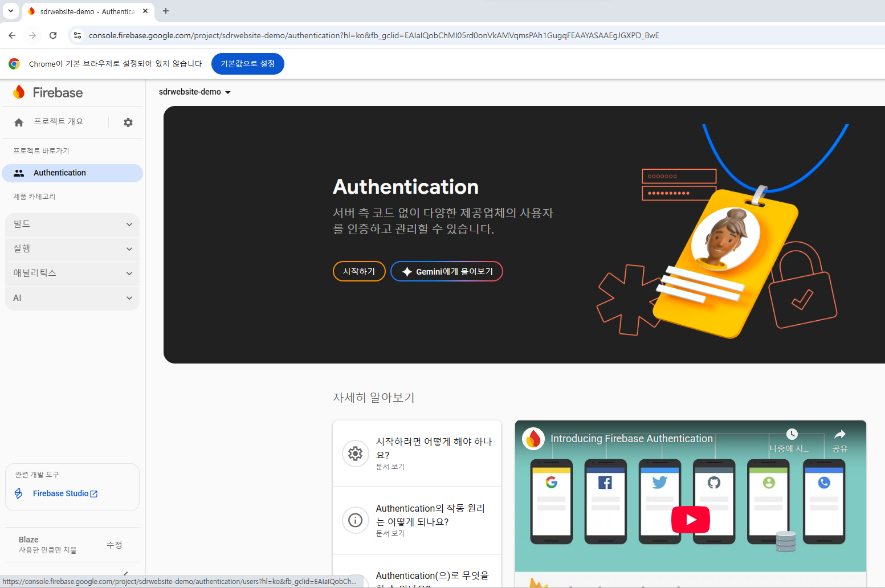 sdrwebsite-demo - Authentica
console.firebase.google.com/project/sdrwebsite-demo/authentication?hl=ko&fb_gclid=EAIaIQobChMI05rd0onVkAMVqmsPAh1GugqFEAAYASAAEgJGXPD_BwE
Chrome이 기본 브라우저로 설정되어 있지 않습니다
기본값으로 설정
Firebase
sdrwebsite-demo
프로젝트 개요
프로젝트 바로가기
Authentication
제품 카테고리
빌드
실행
애널리틱스
AI
Authentication
서버 측 코드 없이 다양한 제공업체의 사용자
를 인증하고 관리할 수 있습니다.
시작하기
Gemini에게 물어보기
자세히 알아보기
시작하려면 어떻게 해야 하나
요?
문서 보기
Authentication의 작동 원리
는 어떻게 되나요?
문서 보기
Authentication(으)로 무엇을
Introducing Firebase Authentication
나중에 시...
공유
관련 개발 도구
Firebase Studio
Blaze
사용한 만큼만 지불
수정
https://console.firebase.google.com/project/sdrwebsite-demo/authentication/users?hl=ko&fb_gclid=EAIaIQobCh...